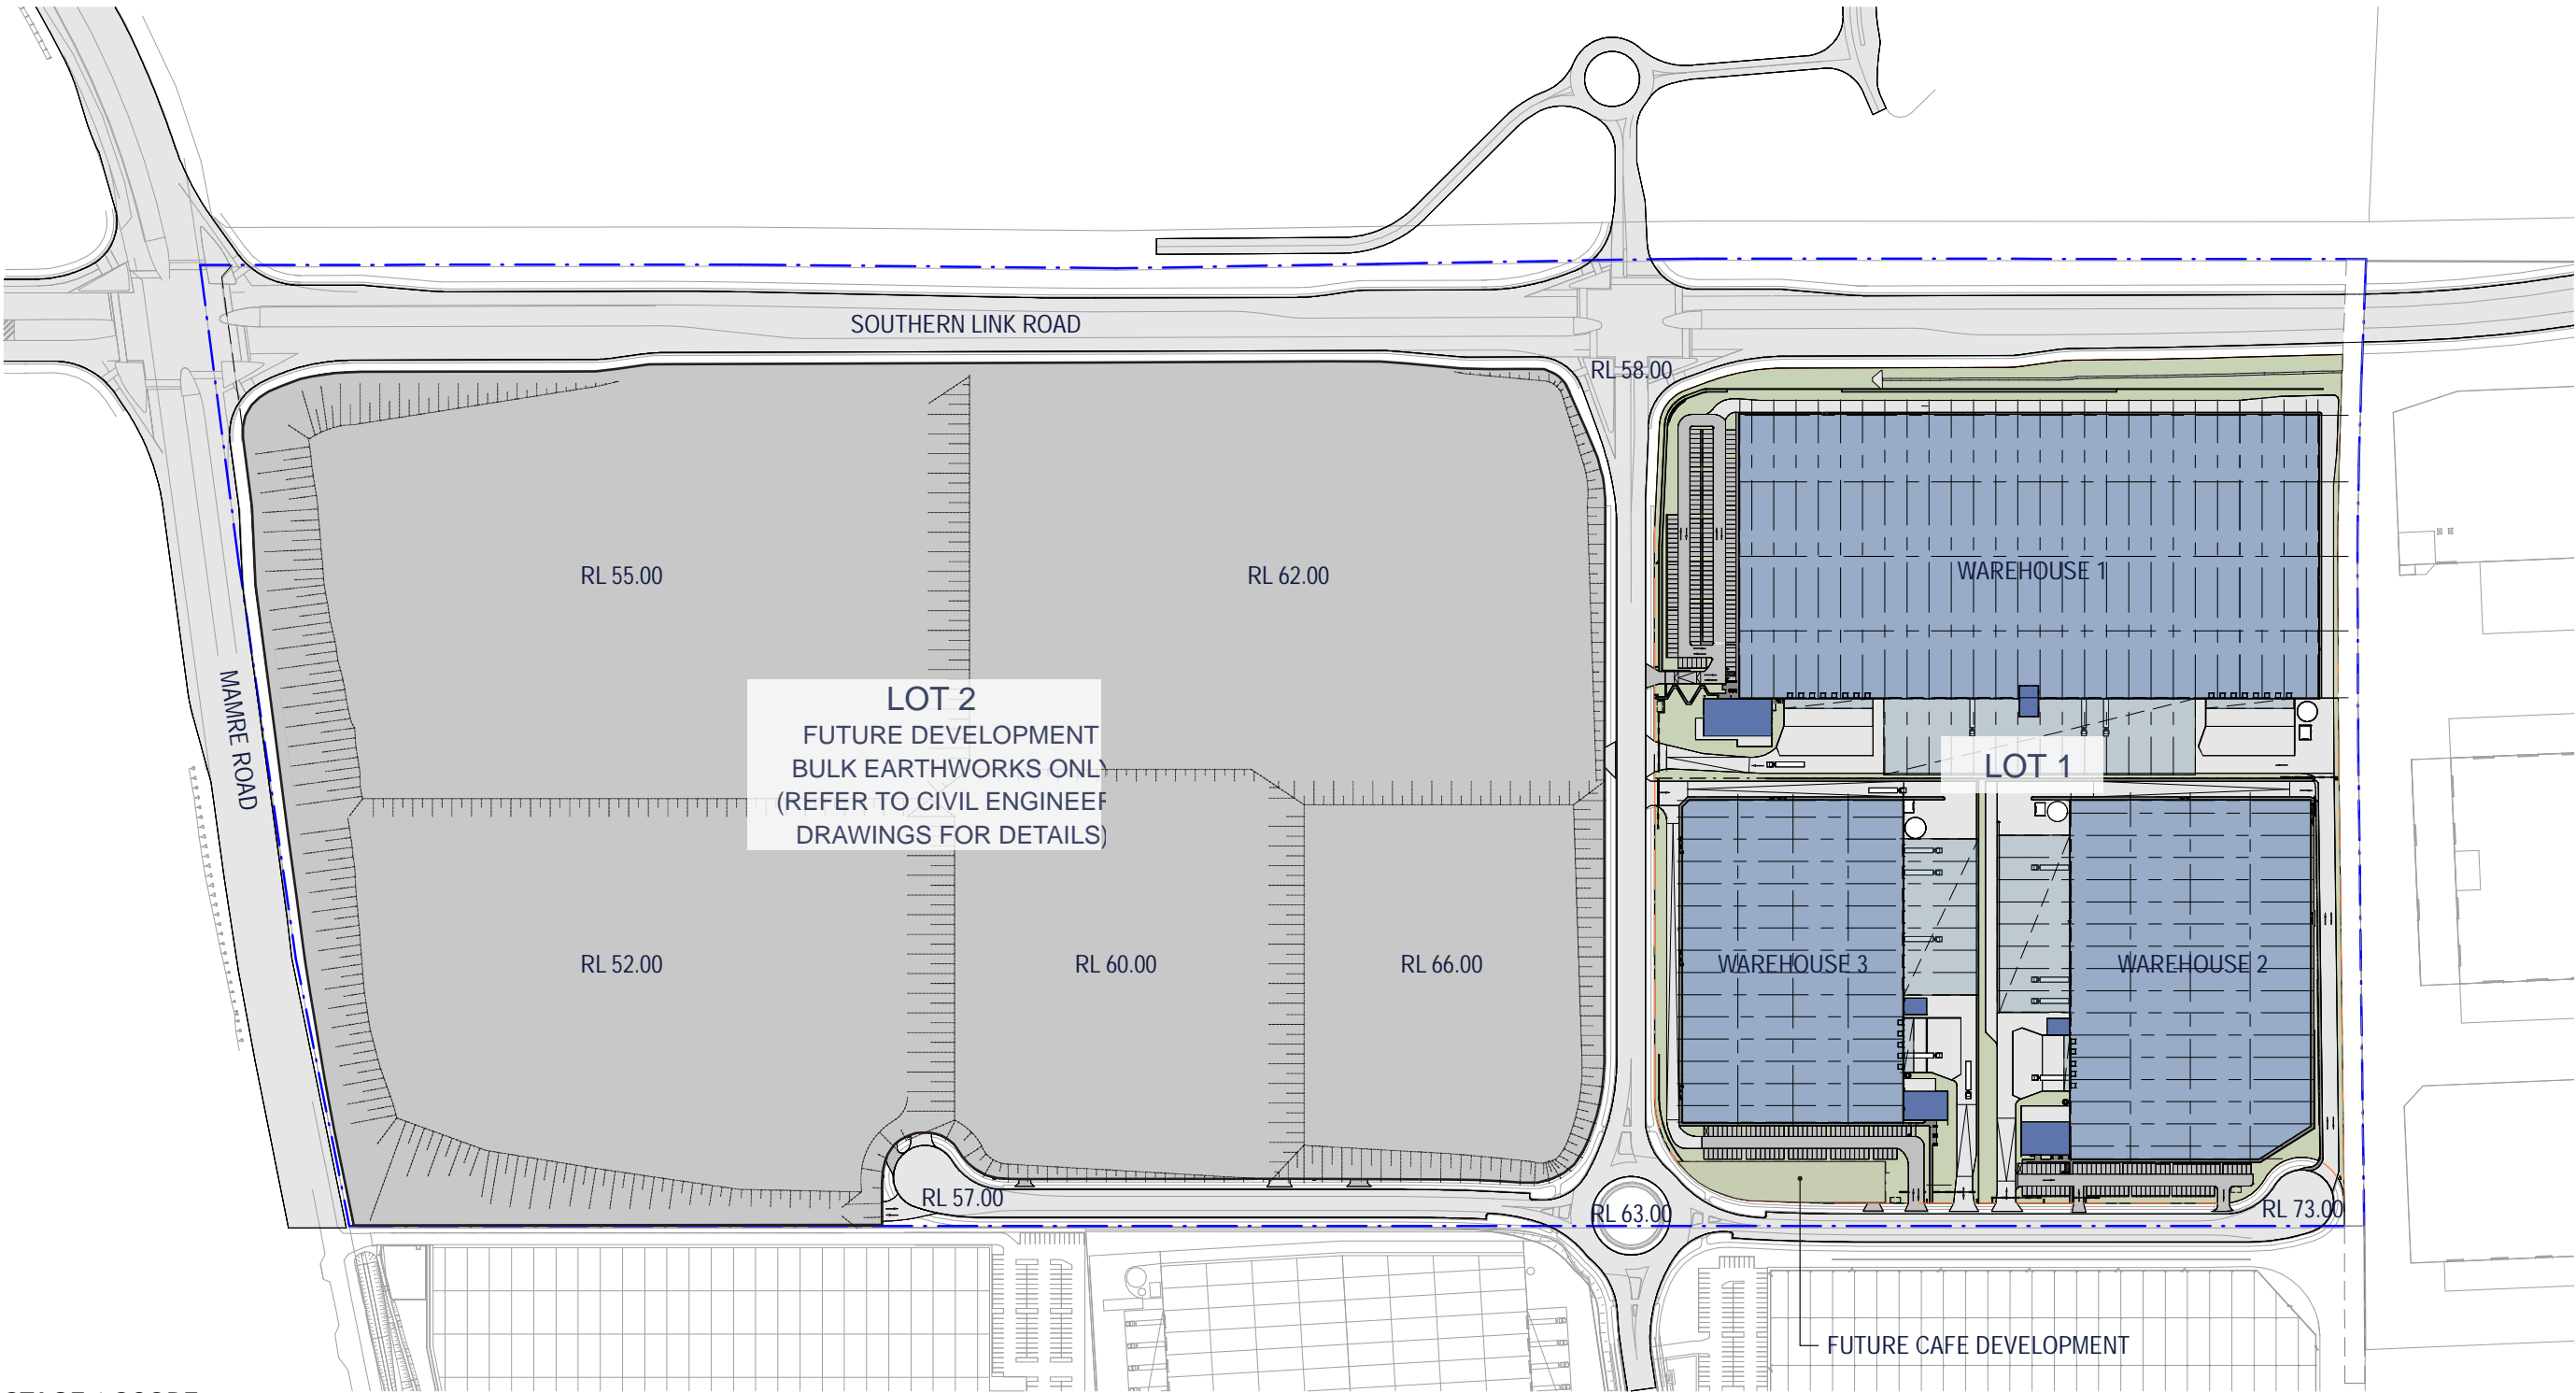 SOUTHERN LINK ROAD
RL 58.00
RL 55.00
RL 62.00
WAREHOUSE 1
MAMRE ROAD
LOT 2
FUTURE DEVELOPMENT
BULK EARTHWORKS ONLY
(REFER TO CIVIL ENGINEER
DRAWINGS FOR DETAILS)
LOT 1
RL 52.00
RL 60.00
RL 66.00
WAREHOUSE 3
WAREHOUSE 2
RL 57.00
RL 63.00
RL 73.00
FUTURE CAFE DEVELOPMENT